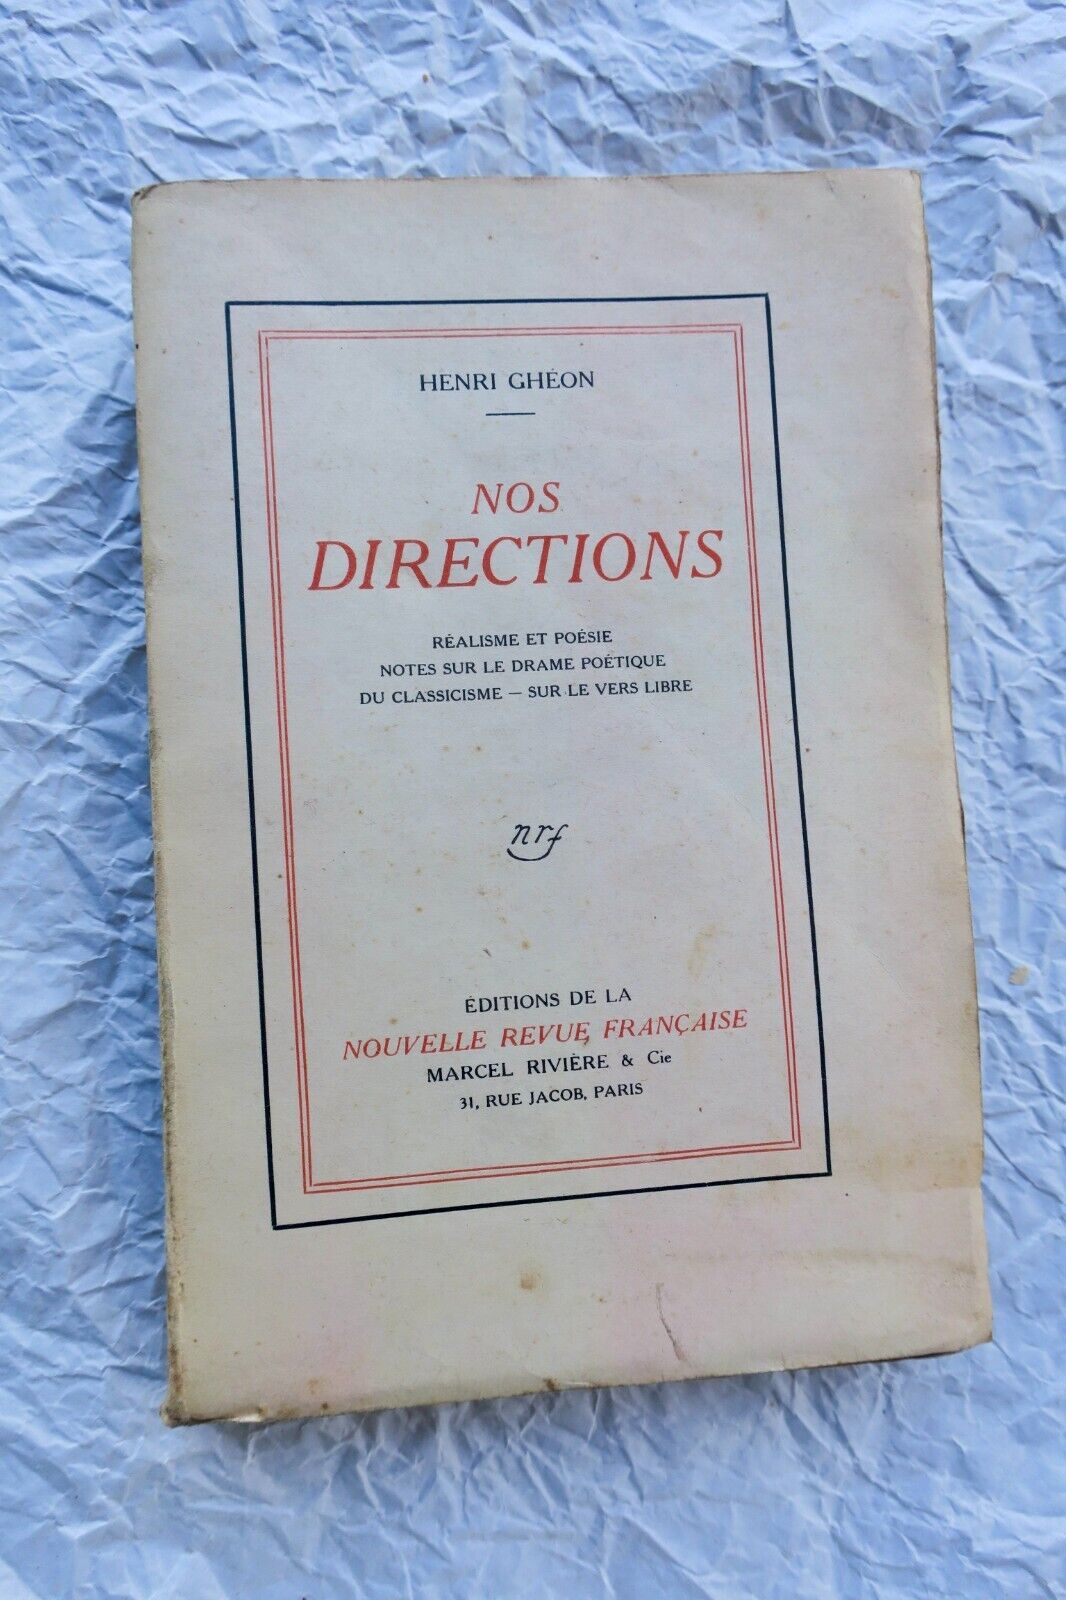 HENRI GHÉON
NOS
DIRECTIONS
RÉALISME ET POÉSIE
NOTES SUR LE DRAME POÉTIQUE
DU CLASSICISME — SUR LE VERS LIBRE
nrf
ÉDITIONS DE LA
NOUVELLE REVUE FRANÇAISE
MARCEL RIVIÈRE & Cie
31, RUE JACOB, PARIS